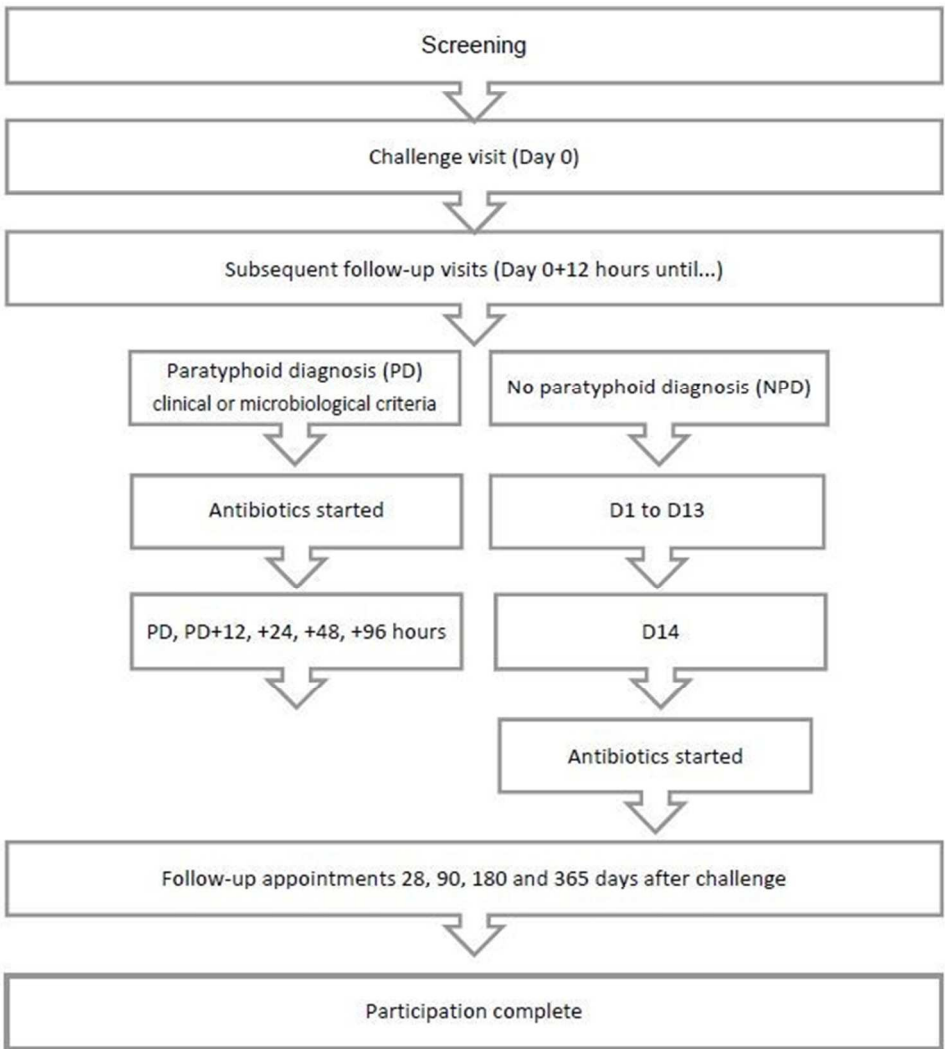 Screening
Challenge visit (Day 0)
Subsequent follow-up visits (Day 0+12 hours until...)
Paratyphoid diagnosis (PD)
clinical or microbiological criteria
No paratyphoid diagnosis (NPD)
Antibiotics started
D1 to D13
PD, PD+12, +24, +48, +96 hours
D14
Antibiotics started
Follow-up appointments 28, 90, 180 and 365 days after challenge
Participation complete